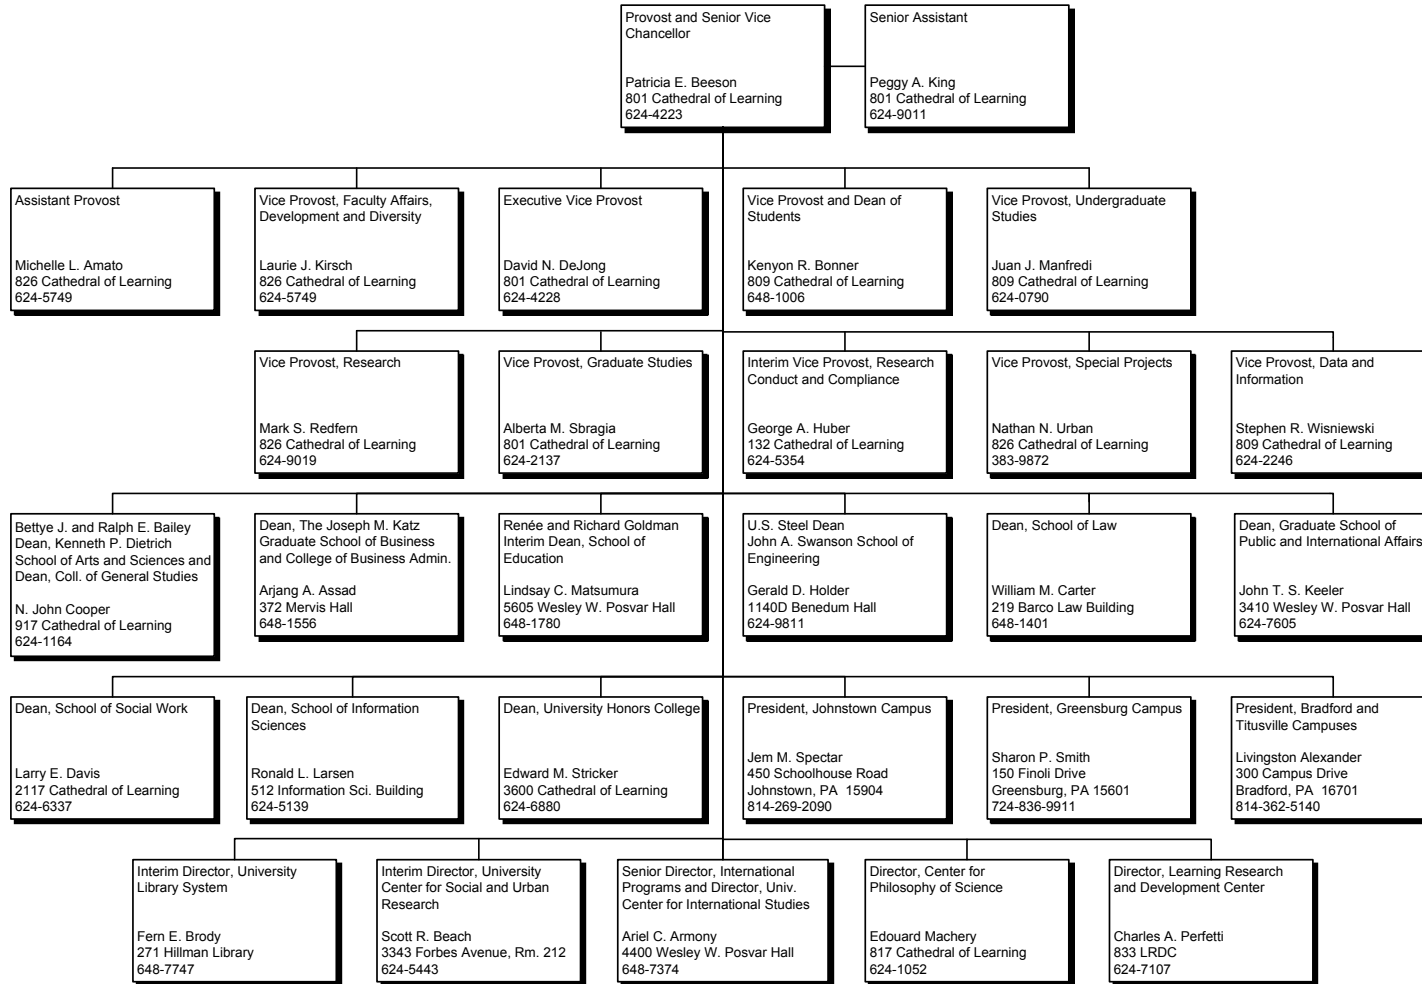 Provost and Senior Vice
Chancellor
Patricia E. Beeson
801 Cathedral of Learning
624-4223
Senior Assistant
Peggy A. King
801 Cathedral of Learning
624-9011
Assistant Provost
Michelle L. Amato
826 Cathedral of Learning
624-5749
Vice Provost, Faculty Affairs,
Development and Diversity
Laurie J. Kirsch
826 Cathedral of Learning
624-5749
Executive Vice Provost
David N. DeJong
801 Cathedral of Learning
624-4228
Vice Provost and Dean of
Students
Kenyon R. Bonner
809 Cathedral of Learning
648-1006
Vice Provost, Undergraduate
Studies
Juan J. Manfredi
809 Cathedral of Learning
624-0790
Vice Provost, Research
Mark S. Redfern
826 Cathedral of Learning
624-9019
Vice Provost, Graduate Studies
Alberta M. Sbragia
801 Cathedral of Learning
624-2137
Interim Vice Provost, Research
Conduct and Compliance
George A. Huber
132 Cathedral of Learning
624-5354
Vice Provost, Special Projects
Nathan N. Urban
826 Cathedral of Learning
383-9872
Vice Provost, Data and
Information
Stephen R. Wisniewski
809 Cathedral of Learning
624-2246
Bettye J. and Ralph E. Bailey
Dean, Kenneth P. Dietrich
School of Arts and Sciences and
Dean, Coll. of General Studies
N. John Cooper
917 Cathedral of Learning
624-1164
Dean, The Joseph M. Katz
Graduate School of Business
and College of Business Admin.
Arjang A. Assad
372 Mervis Hall
648-1556
Renée and Richard Goldman
Interim Dean, School of
Education
Lindsay C. Matsumura
5605 Wesley W. Posvar Hall
648-1780
U.S. Steel Dean
John A. Swanson School of
Engineering
Gerald D. Holder
1140D Benedum Hall
624-9811
Dean, School of Law
William M. Carter
219 Barco Law Building
648-1401
Dean, Graduate School of
Public and International Affairs
John T. S. Keeler
3410 Wesley W. Posvar Hall
624-7605
Dean, School of Social Work
Larry E. Davis
2117 Cathedral of Learning
624-6337
Dean, School of Information
Sciences
Ronald L. Larsen
512 Information Sci. Building
624-5139
Dean, University Honors College
Edward M. Stricker
3600 Cathedral of Learning
624-6880
President, Johnstown Campus
Jem M. Spectar
450 Schoolhouse Road
Johnstown, PA 15904
814-269-2090
President, Greensburg Campus
Sharon P. Smith
150 Finoli Drive
Greensburg, PA 15601
724-836-9911
President, Bradford and
Titusville Campuses
Livingston Alexander
300 Campus Drive
Bradford, PA 16701
814-362-5140
Interim Director, University
Library System
Fern E. Brody
271 Hillman Library
648-7747
Interim Director, University
Center for Social and Urban
Research
Scott R. Beach
3343 Forbes Avenue, Rm. 212
624-5443
Senior Director, International
Programs and Director, Univ.
Center for International Studies
Ariel C. Armony
4400 Wesley W. Posvar Hall
648-7374
Director, Center for
Philosophy of Science
Edouard Machery
817 Cathedral of Learning
624-1052
Director, Learning Research
and Development Center
Charles A. Perfetti
833 LRDC
624-7107